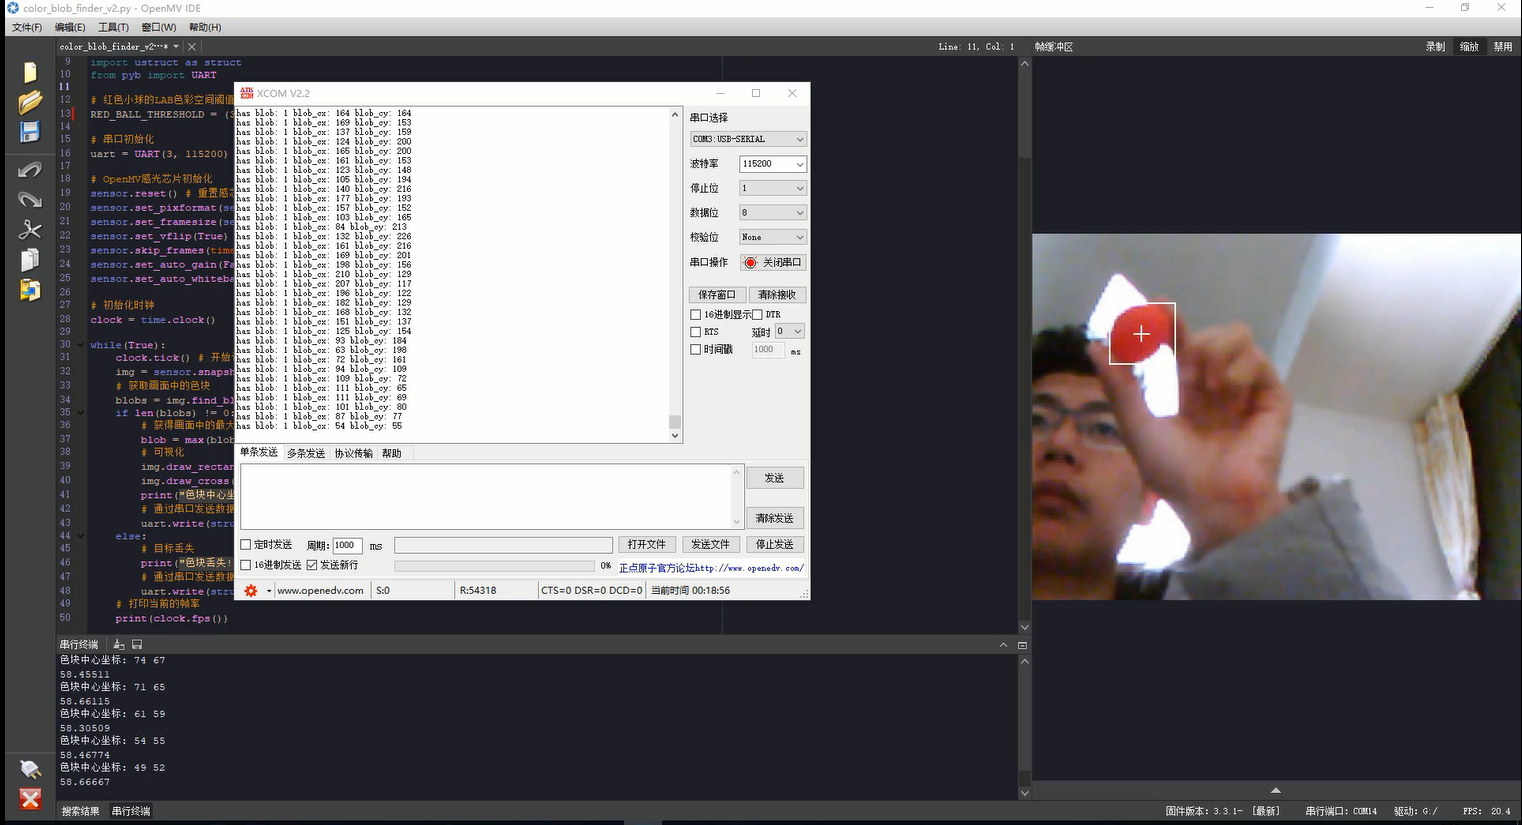 color_blob_finder_v2.py - OpenMV IDE
文件(F) 编辑(E) 工具(T) 窗口(W) 帮助(H)
color_blob_finder_v2···*
Line: 11, Col: 1
帧缓冲区
录制 缩放 禁用
9 import ustruct as struct
10 from pyb import UART
11
12 # 红色小球的LAB色彩空间阈值
13 RED_BALL_THRESHOLD = (3
14
15 # 串口初始化
16 uart = UART(3, 115200)
17
18 # OpenMV感光芯片初始化
19 sensor.reset() # 重置感
20 sensor.set_pixformat(se
21 sensor.set_framesize(se
22 sensor.set_vflip(True)
23 sensor.skip_frames(time
24 sensor.set_auto_gain(Fa
25 sensor.set_auto_whiteba
26
27 # 初始化时钟
28 clock = time.clock()
29
30 while(True):
31 clock.tick() # 开始
32 img = sensor.snapsh
33 # 获取画面中的色块
34 blobs = img.find_bl
35 if len(blobs) != 0:
36 # 获得画面中的最大
37 blob = max(blob
38 # 可视化
39 img.draw_rectan
40 img.draw_cross(
41 print("色块中心坐
42 # 通过串口发送数据
43 uart.write(stru
44 else:
45 # 目标丢失
46 print("色块丢失!
47 # 通过串口发送数据
48 uart.write(stru
49 # 打印当前的帧率
50 print(clock.fps())
XCOM V2.2
has blob: 1 blob_cx: 164 blob_cy: 164
has blob: 1 blob_cx: 169 blob_cy: 153
has blob: 1 blob_cx: 137 blob_cy: 159
has blob: 1 blob_cx: 124 blob_cy: 200
has blob: 1 blob_cx: 165 blob_cy: 200
has blob: 1 blob_cx: 161 blob_cy: 153
has blob: 1 blob_cx: 123 blob_cy: 148
has blob: 1 blob_cx: 105 blob_cy: 194
has blob: 1 blob_cx: 140 blob_cy: 216
has blob: 1 blob_cx: 177 blob_cy: 193
has blob: 1 blob_cx: 157 blob_cy: 152
has blob: 1 blob_cx: 103 blob_cy: 165
has blob: 1 blob_cx: 84 blob_cy: 213
has blob: 1 blob_cx: 132 blob_cy: 226
has blob: 1 blob_cx: 161 blob_cy: 216
has blob: 1 blob_cx: 169 blob_cy: 201
has blob: 1 blob_cx: 198 blob_cy: 156
has blob: 1 blob_cx: 210 blob_cy: 129
has blob: 1 blob_cx: 207 blob_cy: 117
has blob: 1 blob_cx: 196 blob_cy: 122
has blob: 1 blob_cx: 182 blob_cy: 129
has blob: 1 blob_cx: 168 blob_cy: 132
has blob: 1 blob_cx: 151 blob_cy: 137
has blob: 1 blob_cx: 125 blob_cy: 154
has blob: 1 blob_cx: 93 blob_cy: 184
has blob: 1 blob_cx: 63 blob_cy: 198
has blob: 1 blob_cx: 72 blob_cy: 161
has blob: 1 blob_cx: 94 blob_cy: 109
has blob: 1 blob_cx: 109 blob_cy: 72
has blob: 1 blob_cx: 111 blob_cy: 65
has blob: 1 blob_cx: 111 blob_cy: 69
has blob: 1 blob_cx: 101 blob_cy: 80
has blob: 1 blob_cx: 87 blob_cy: 77
has blob: 1 blob_cx: 54 blob_cy: 55
串口选择
COM3:USB-SERIAL
波特率 115200
停止位 1
数据位 8
校验位 None
串口操作 关闭串口
保存窗口 清除接收
16进制显示 DTR
RTS 延时 0
时间戳 1000 ms
单条发送 多条发送 协议传输 帮助
发送
清除发送
定时发送 周期: 1000 ms 打开文件 发送文件 停止发送
16进制发送 发送新行 0% 正点原子官方论坛http://www.openedv.com/
www.openedv.com S:0 R:54318 CTS=0 DSR=0 DCD=0 当前时间 00:18:56
串行终端
色块中心坐标: 74 67
58.45511
色块中心坐标: 71 65
58.66115
色块中心坐标: 61 59
58.30509
色块中心坐标: 54 55
58.46774
色块中心坐标: 49 52
58.66667
搜索结果 串行终端
固件版本: 3.3.1- [最新] 串行端口: COM14 驱动: G:/ FPS: 20.4